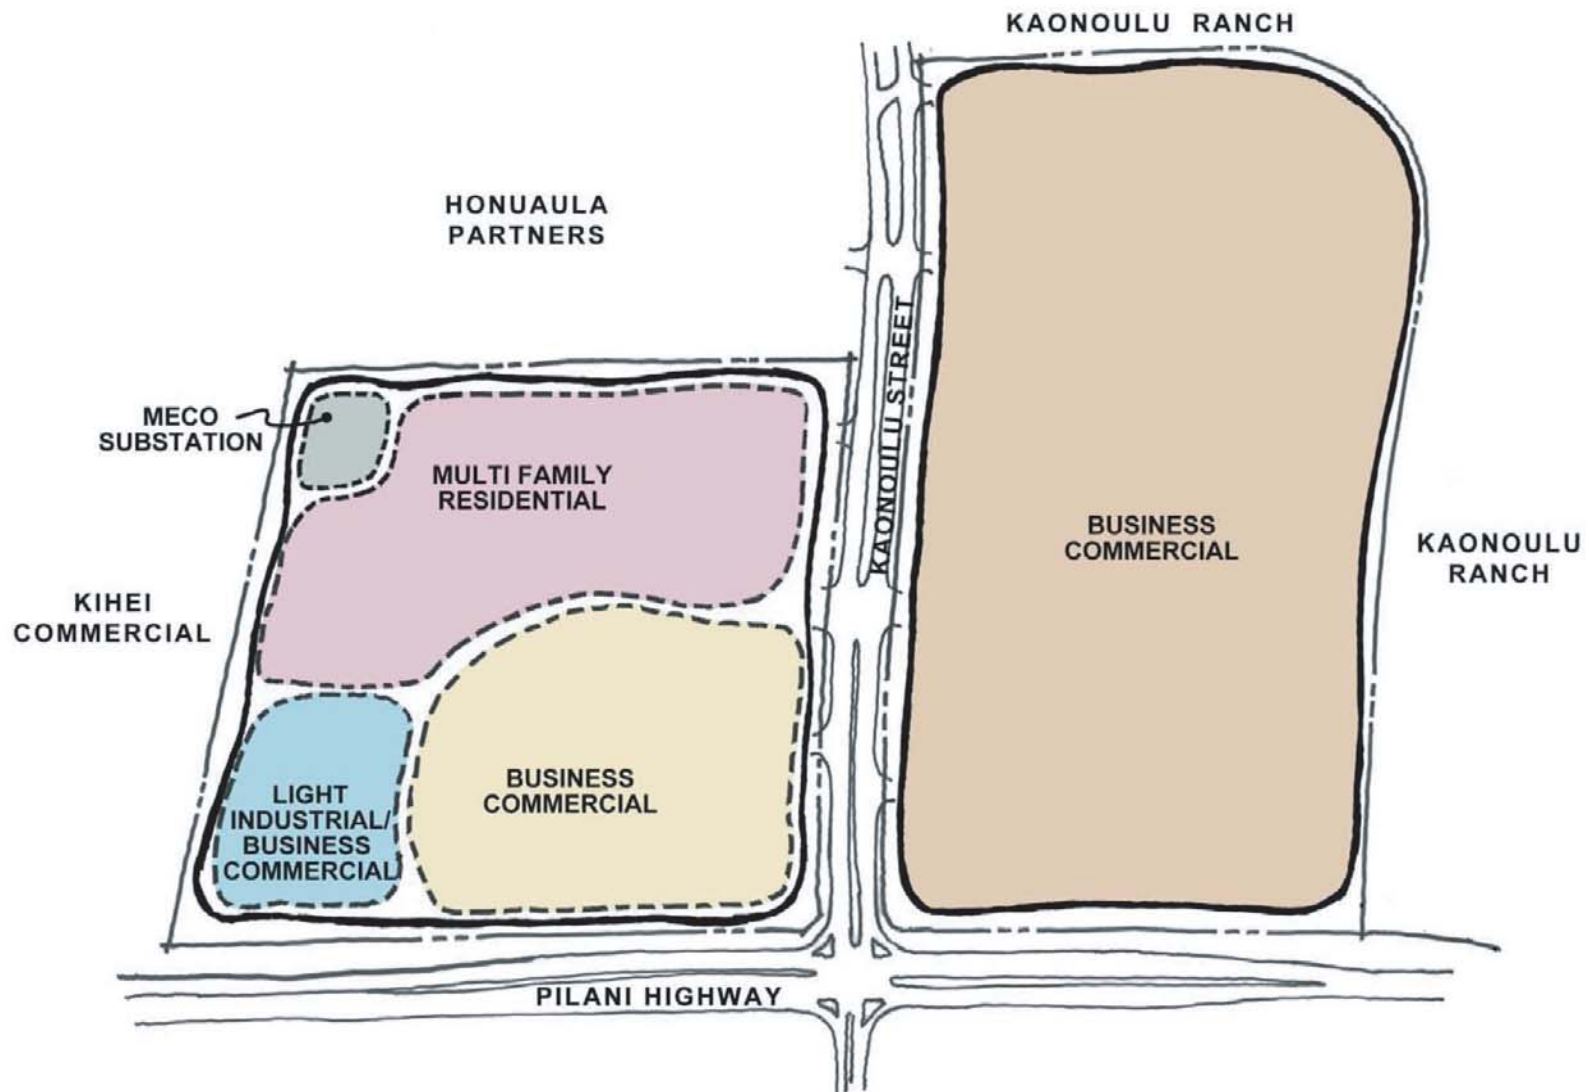 KAONOULU RANCH
HONUAULA
PARTNERS
KAONOULU STREET
MECO
SUBSTATION
MULTI FAMILY
RESIDENTIAL
BUSINESS
COMMERCIAL
KAONOULU
RANCH
KIHEI
COMMERCIAL
LIGHT
INDUSTRIAL/
BUSINESS
COMMERCIAL
BUSINESS
COMMERCIAL
PILANI HIGHWAY